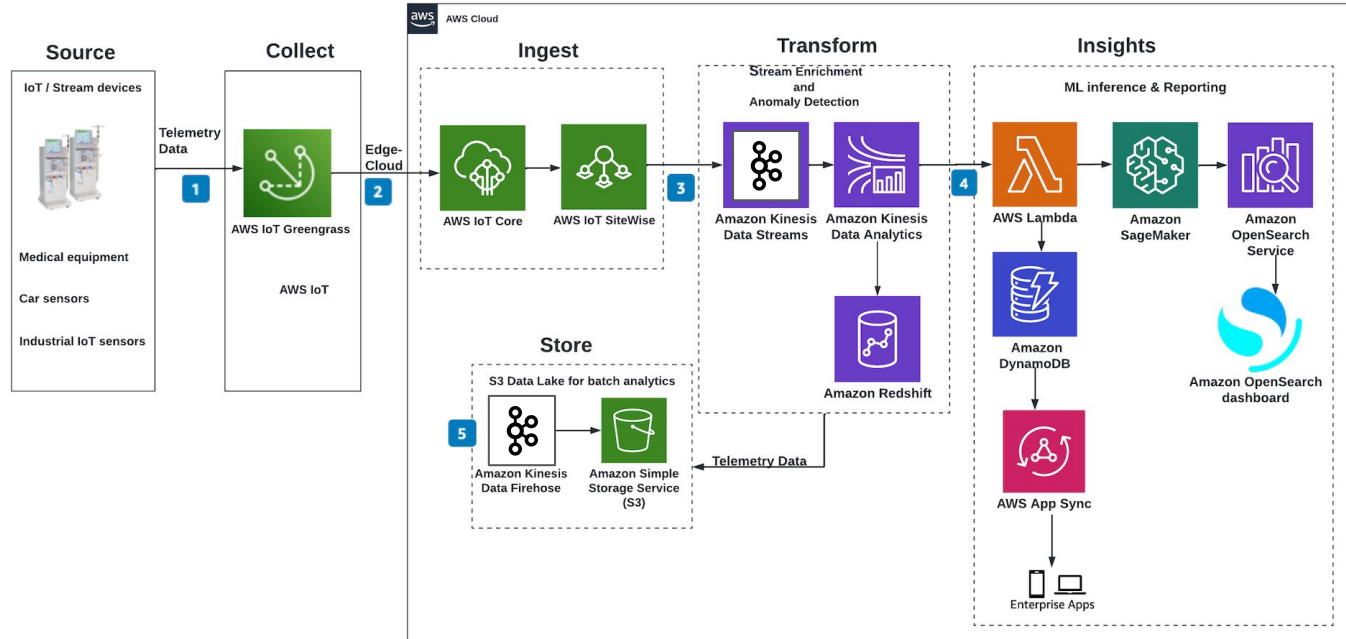 aws
AWS Cloud
Source
Collect
Ingest
Transform
Insights
IoT / Stream devices
Medical equipment
Car sensors
Industrial IoT sensors
Telemetry
Data
1
AWS IoT Greengrass
AWS IoT
Edge-
Cloud
2
AWS IoT Core
AWS IoT SiteWise
3
Stream Enrichment
and
Anomaly Detection
Amazon Kinesis
Data Streams
Amazon Kinesis
Data Analytics
Amazon Redshift
4
ML inference & Reporting
AWS Lambda
Amazon
SageMaker
Amazon
OpenSearch
Service
Amazon
DynamoDB
Amazon OpenSearch
dashboard
AWS App Sync
Enterprise Apps
Store
S3 Data Lake for batch analytics
5
Amazon Kinesis
Data Firehose
Amazon Simple
Storage Service
(S3)
Telemetry Data